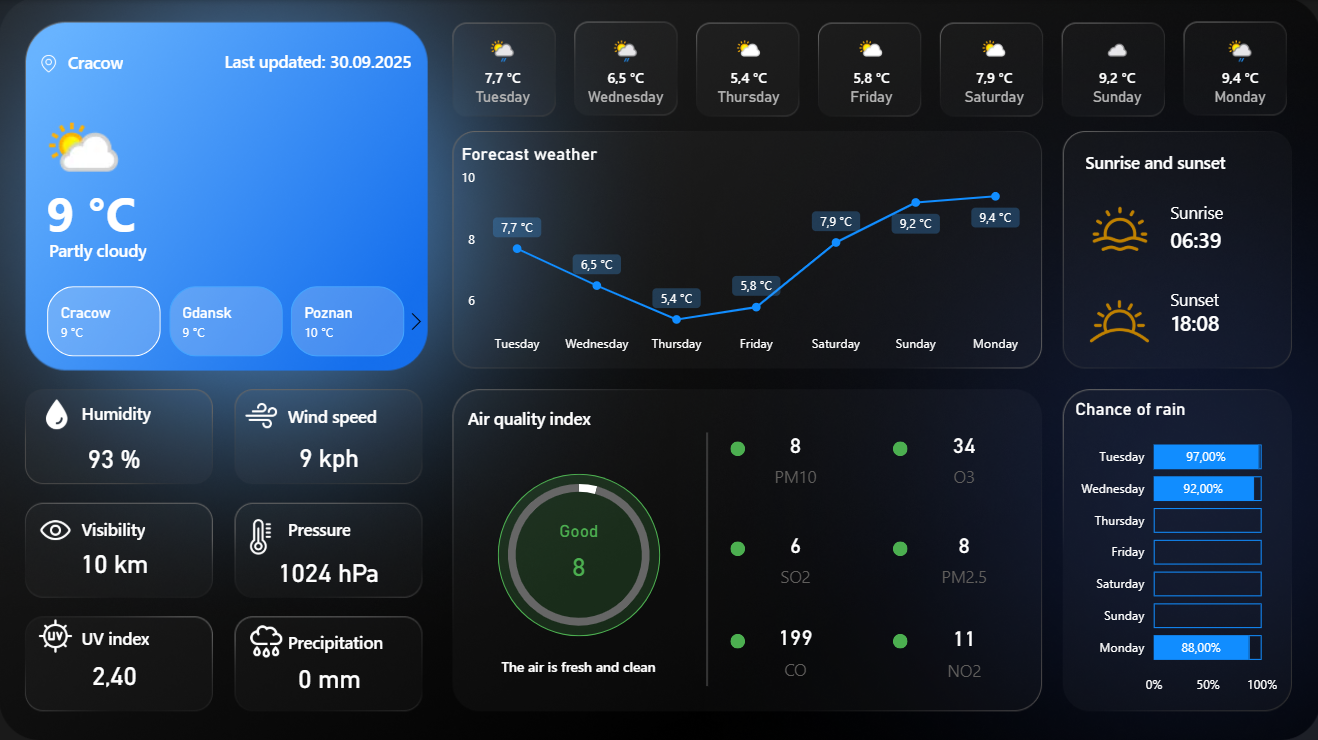 Cracow
Last updated: 30.09.2025
9 °C
Partly cloudy
Cracow
9 °C
Gdansk
9 °C
Poznan
10 °C
7,7 °C
Tuesday
6,5 °C
Wednesday
5,4 °C
Thursday
5,8 °C
Friday
7,9 °C
Saturday
9,2 °C
Sunday
9,4 °C
Monday
Forecast weather
10
8
6
7,7 °C
6,5 °C
5,4 °C
5,8 °C
7,9 °C
9,2 °C
9,4 °C
Tuesday Wednesday Thursday Friday Saturday Sunday Monday
Sunrise and sunset
Sunrise
06:39
Sunset
18:08
Humidity
93 %
Wind speed
9 kph
Visibility
10 km
Pressure
1024 hPa
UV
UV index
2,40
Precipitation
0 mm
Air quality index
Good
8
The air is fresh and clean
8
PM10
34
O3
6
SO2
8
PM2.5
199
CO
11
NO2
Chance of rain
Tuesday 97,00%
Wednesday 92,00%
Thursday
Friday
Saturday
Sunday
Monday 88,00%
0% 50% 100%